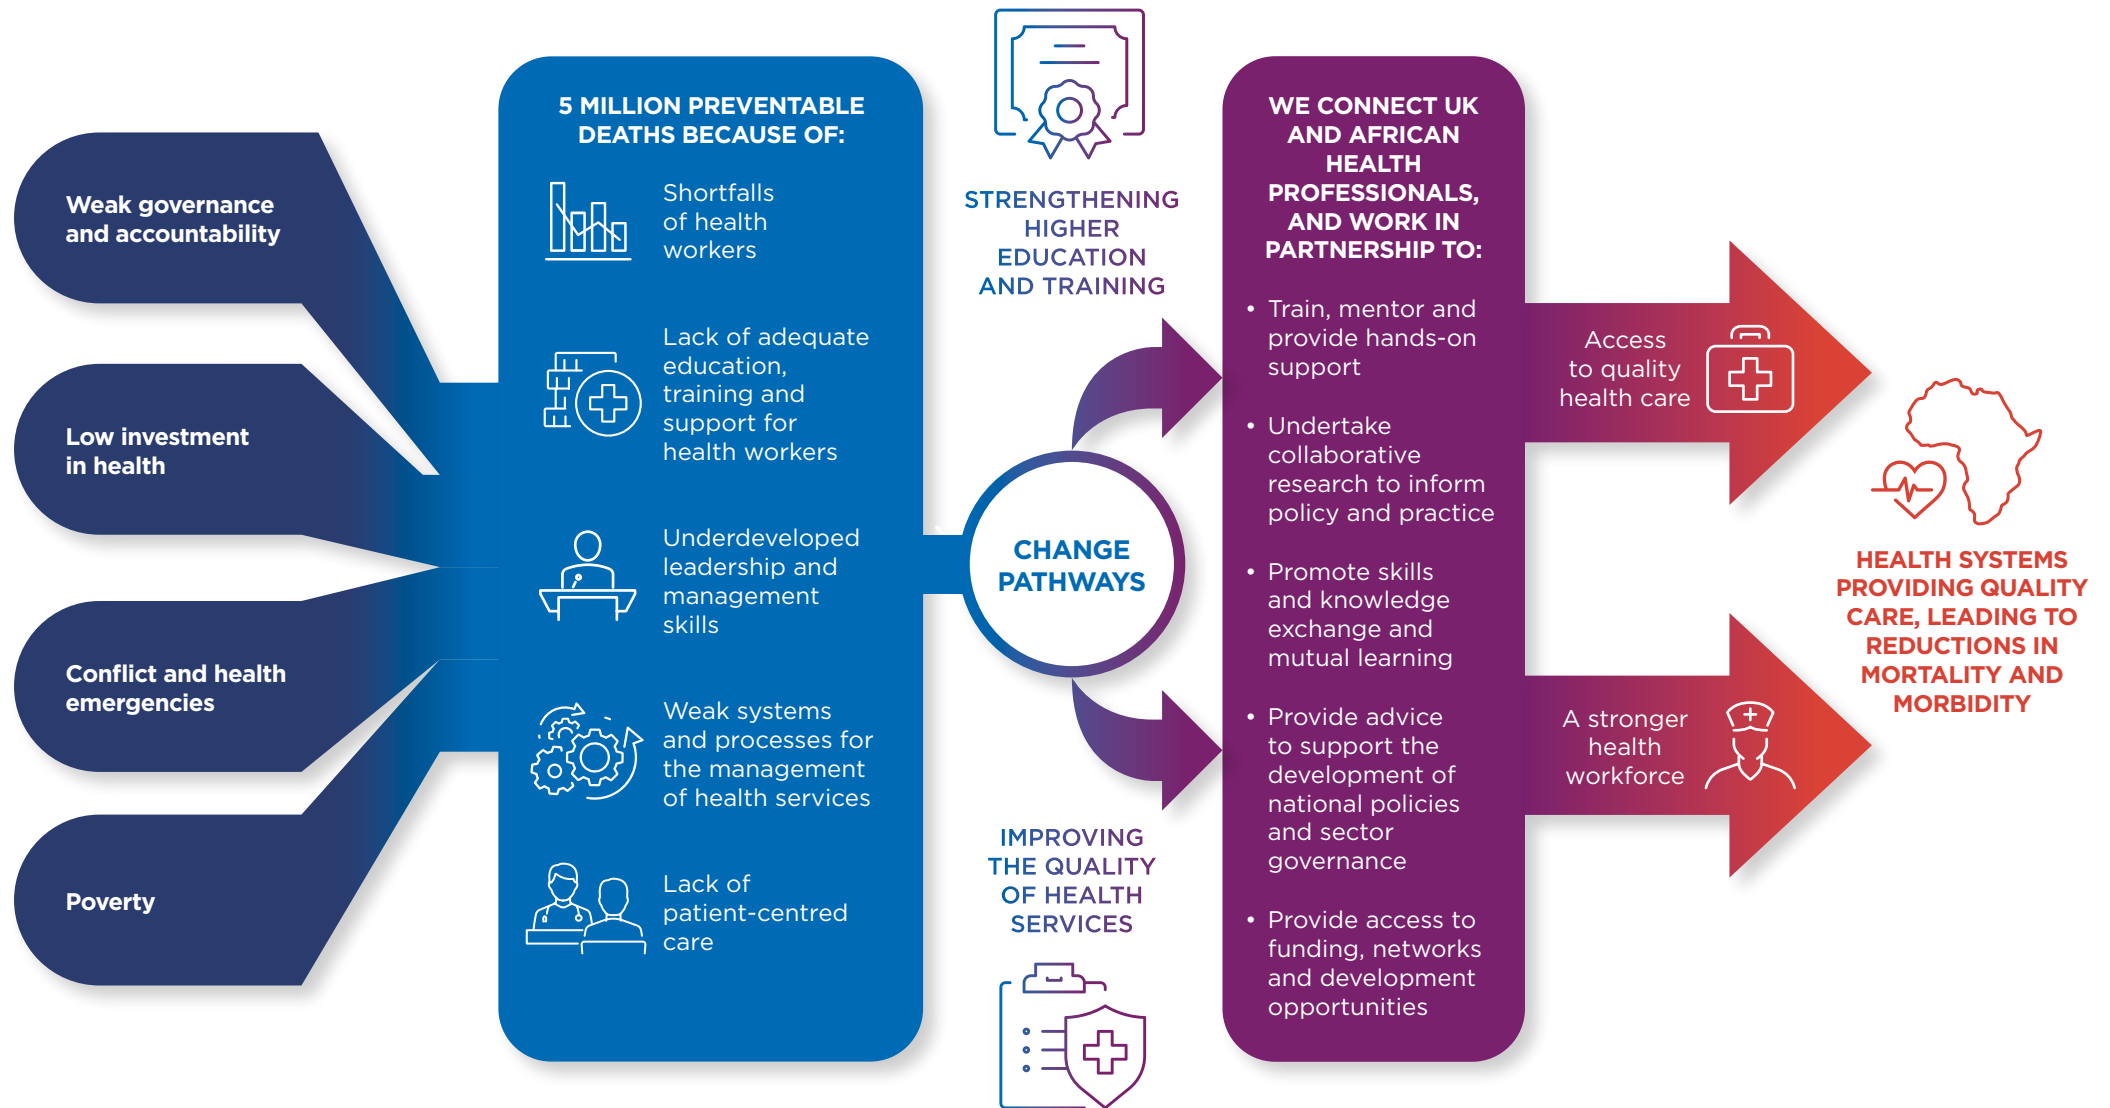 Weak governance
and accountability
Low investment
in health
Conflict and health
emergencies
Poverty
5 MILLION PREVENTABLE
DEATHS BECAUSE OF:
Shortfalls
of health
workers
Lack of adequate
education,
training and
support for
health workers
Underdeveloped
leadership and
management
skills
Weak systems
and processes for
the management
of health services
Lack of
patient-centred
care
STRENGTHENING
HIGHER
EDUCATION
AND TRAINING
CHANGE
PATHWAYS
IMPROVING
THE QUALITY
OF HEALTH
SERVICES
WE CONNECT UK
AND AFRICAN
HEALTH
PROFESSIONALS,
AND WORK IN
PARTNERSHIP TO:
• Train, mentor and
provide hands-on
support
• Undertake
collaborative
research to inform
policy and practice
• Promote skills
and knowledge
exchange and
mutual learning
• Provide advice
to support the
development of
national policies
and sector
governance
• Provide access to
funding, networks
and development
opportunities
Access
to quality
health care
A stronger
health
workforce
HEALTH SYSTEMS
PROVIDING QUALITY
CARE, LEADING TO
REDUCTIONS IN
MORTALITY AND
MORBIDITY